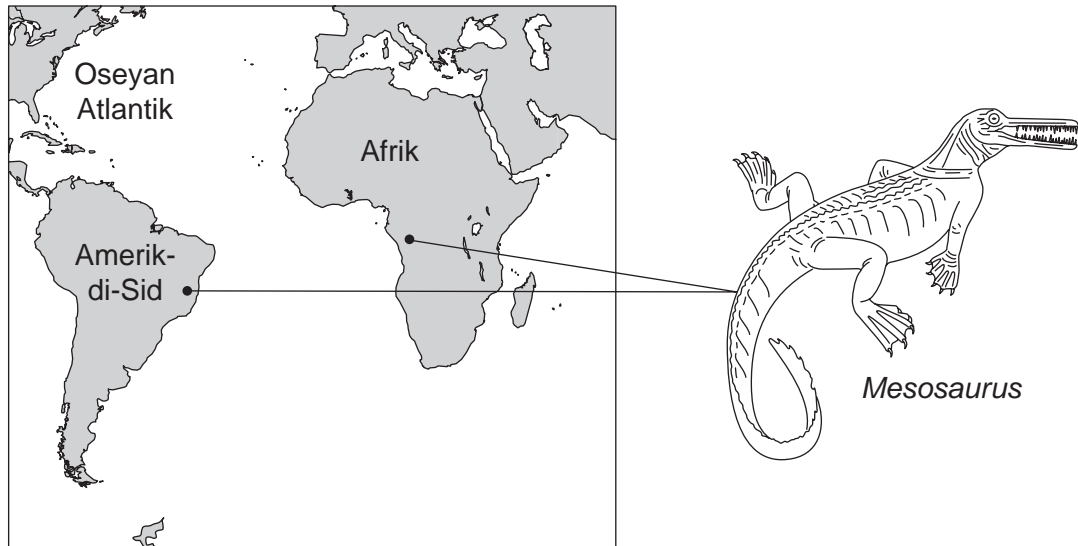 Oseyan
Atlantik
Afrik
Amerik-
di-Sid
Mesosaurus